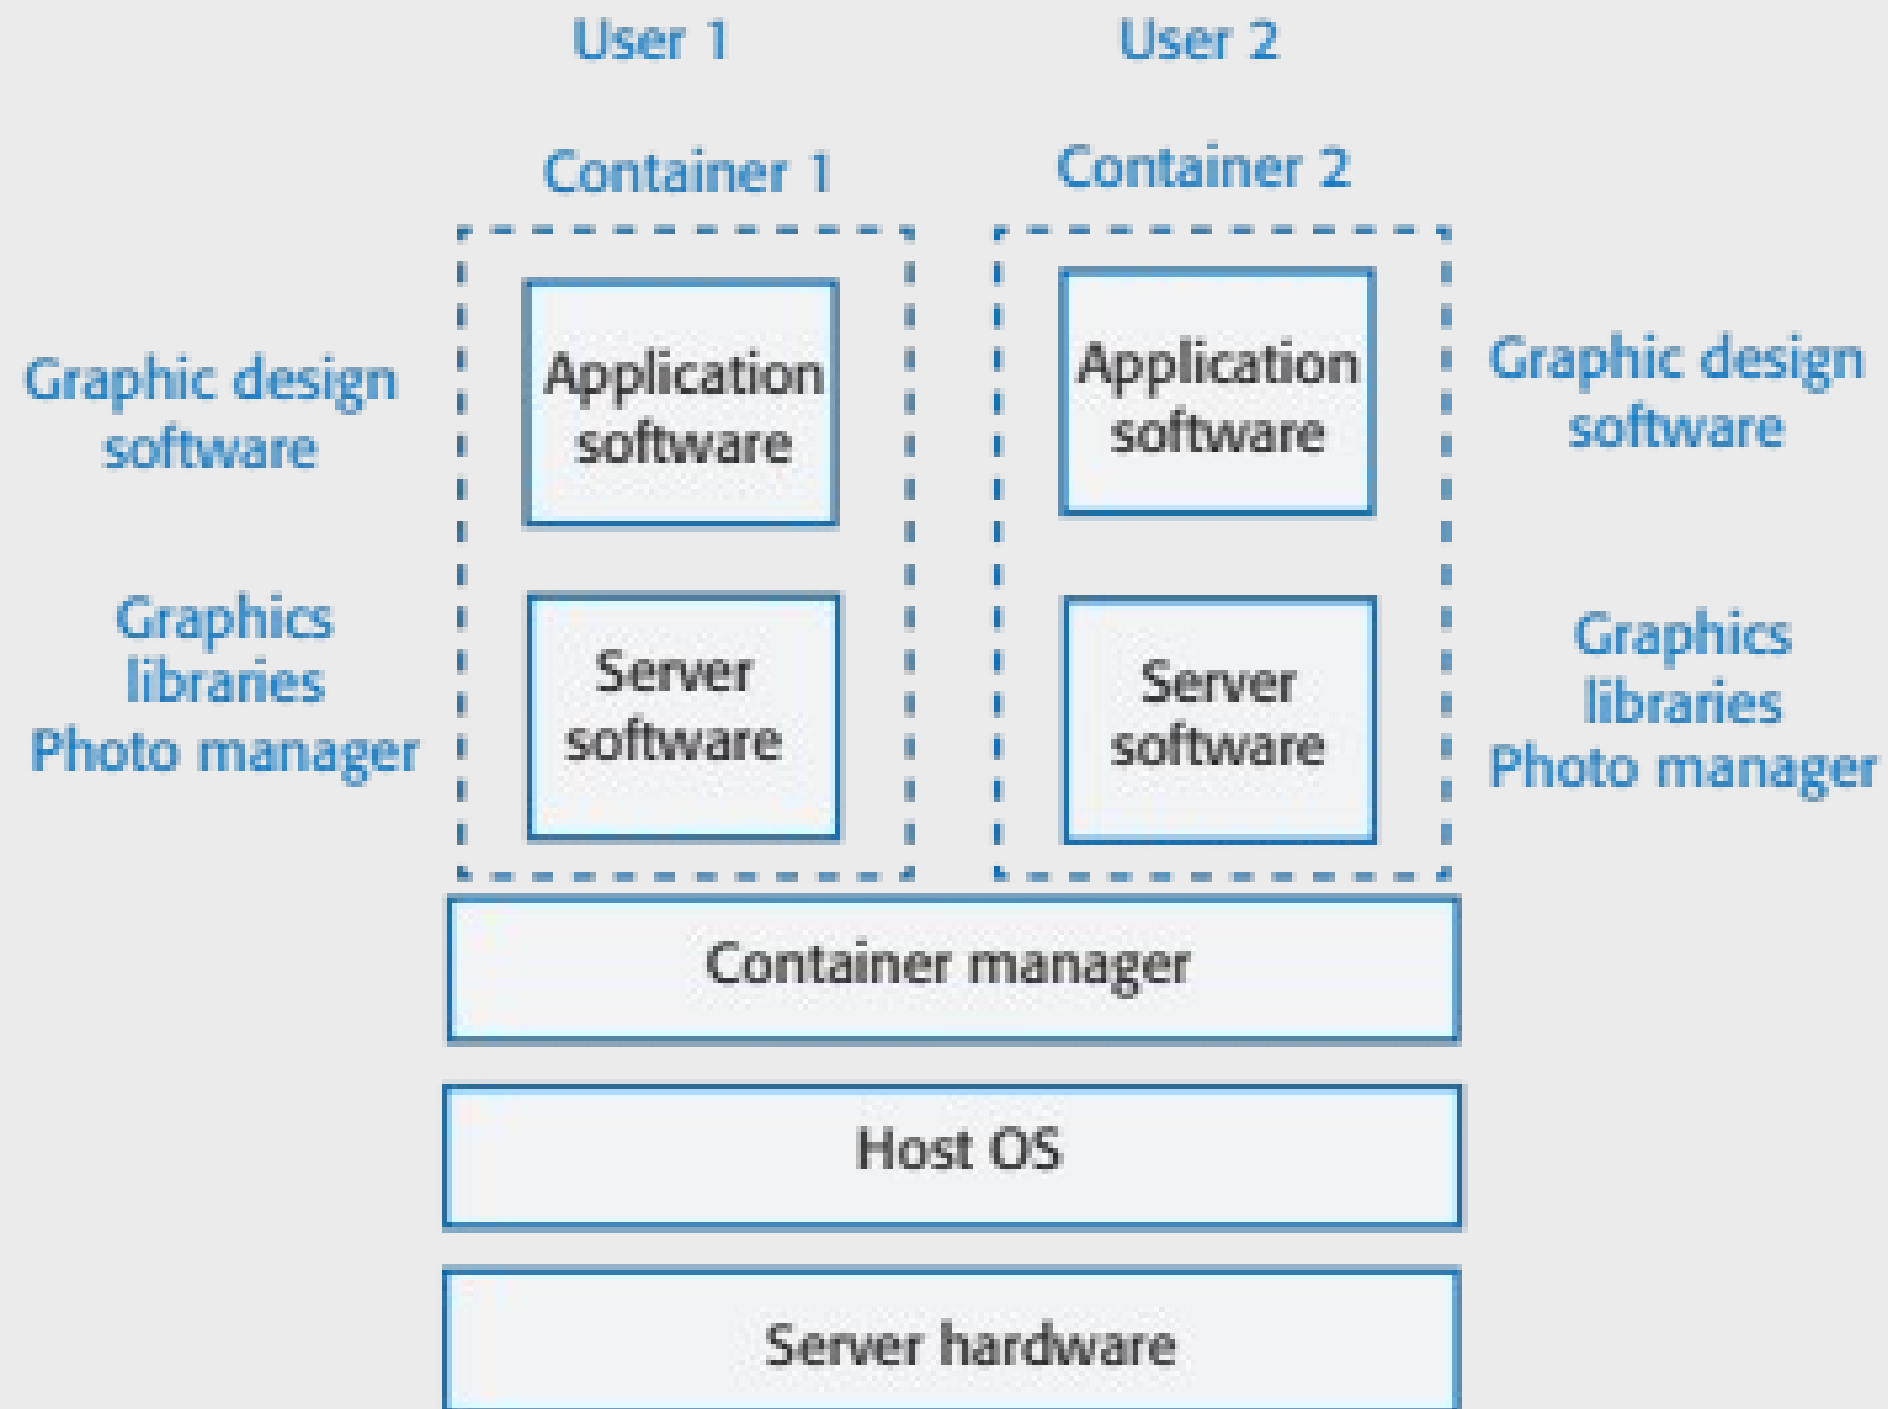 User 1
User 2
Container 1
Container 2
Graphic design
software
Application
software
Application
software
Graphic design
software
Graphics
libraries
Photo manager
Server
software
Server
software
Graphics
libraries
Photo manager
Container manager
Host OS
Server hardware